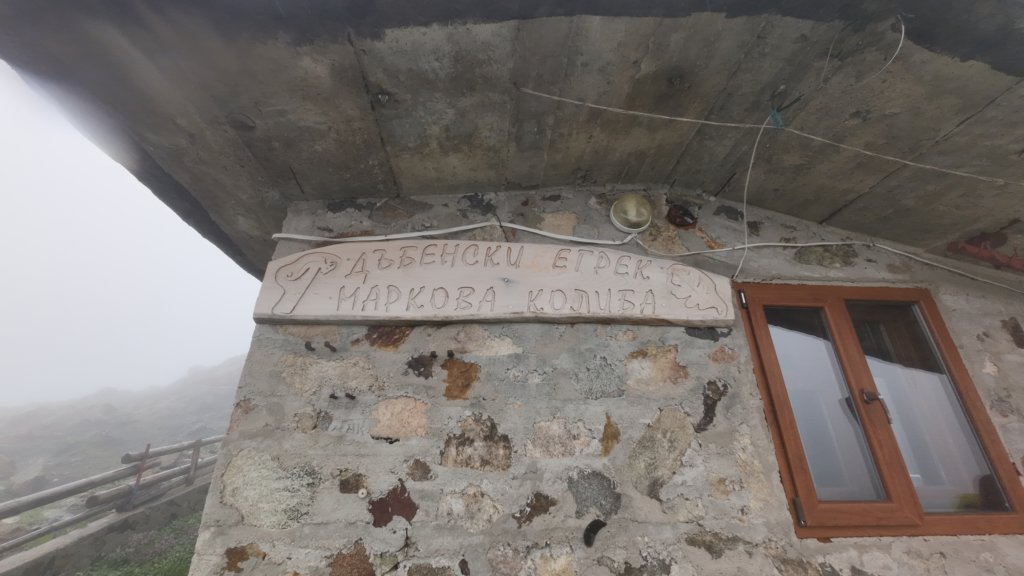 ДЪБЕНСКИ ЕГРЕК
МАРКОВА КОЛИБА